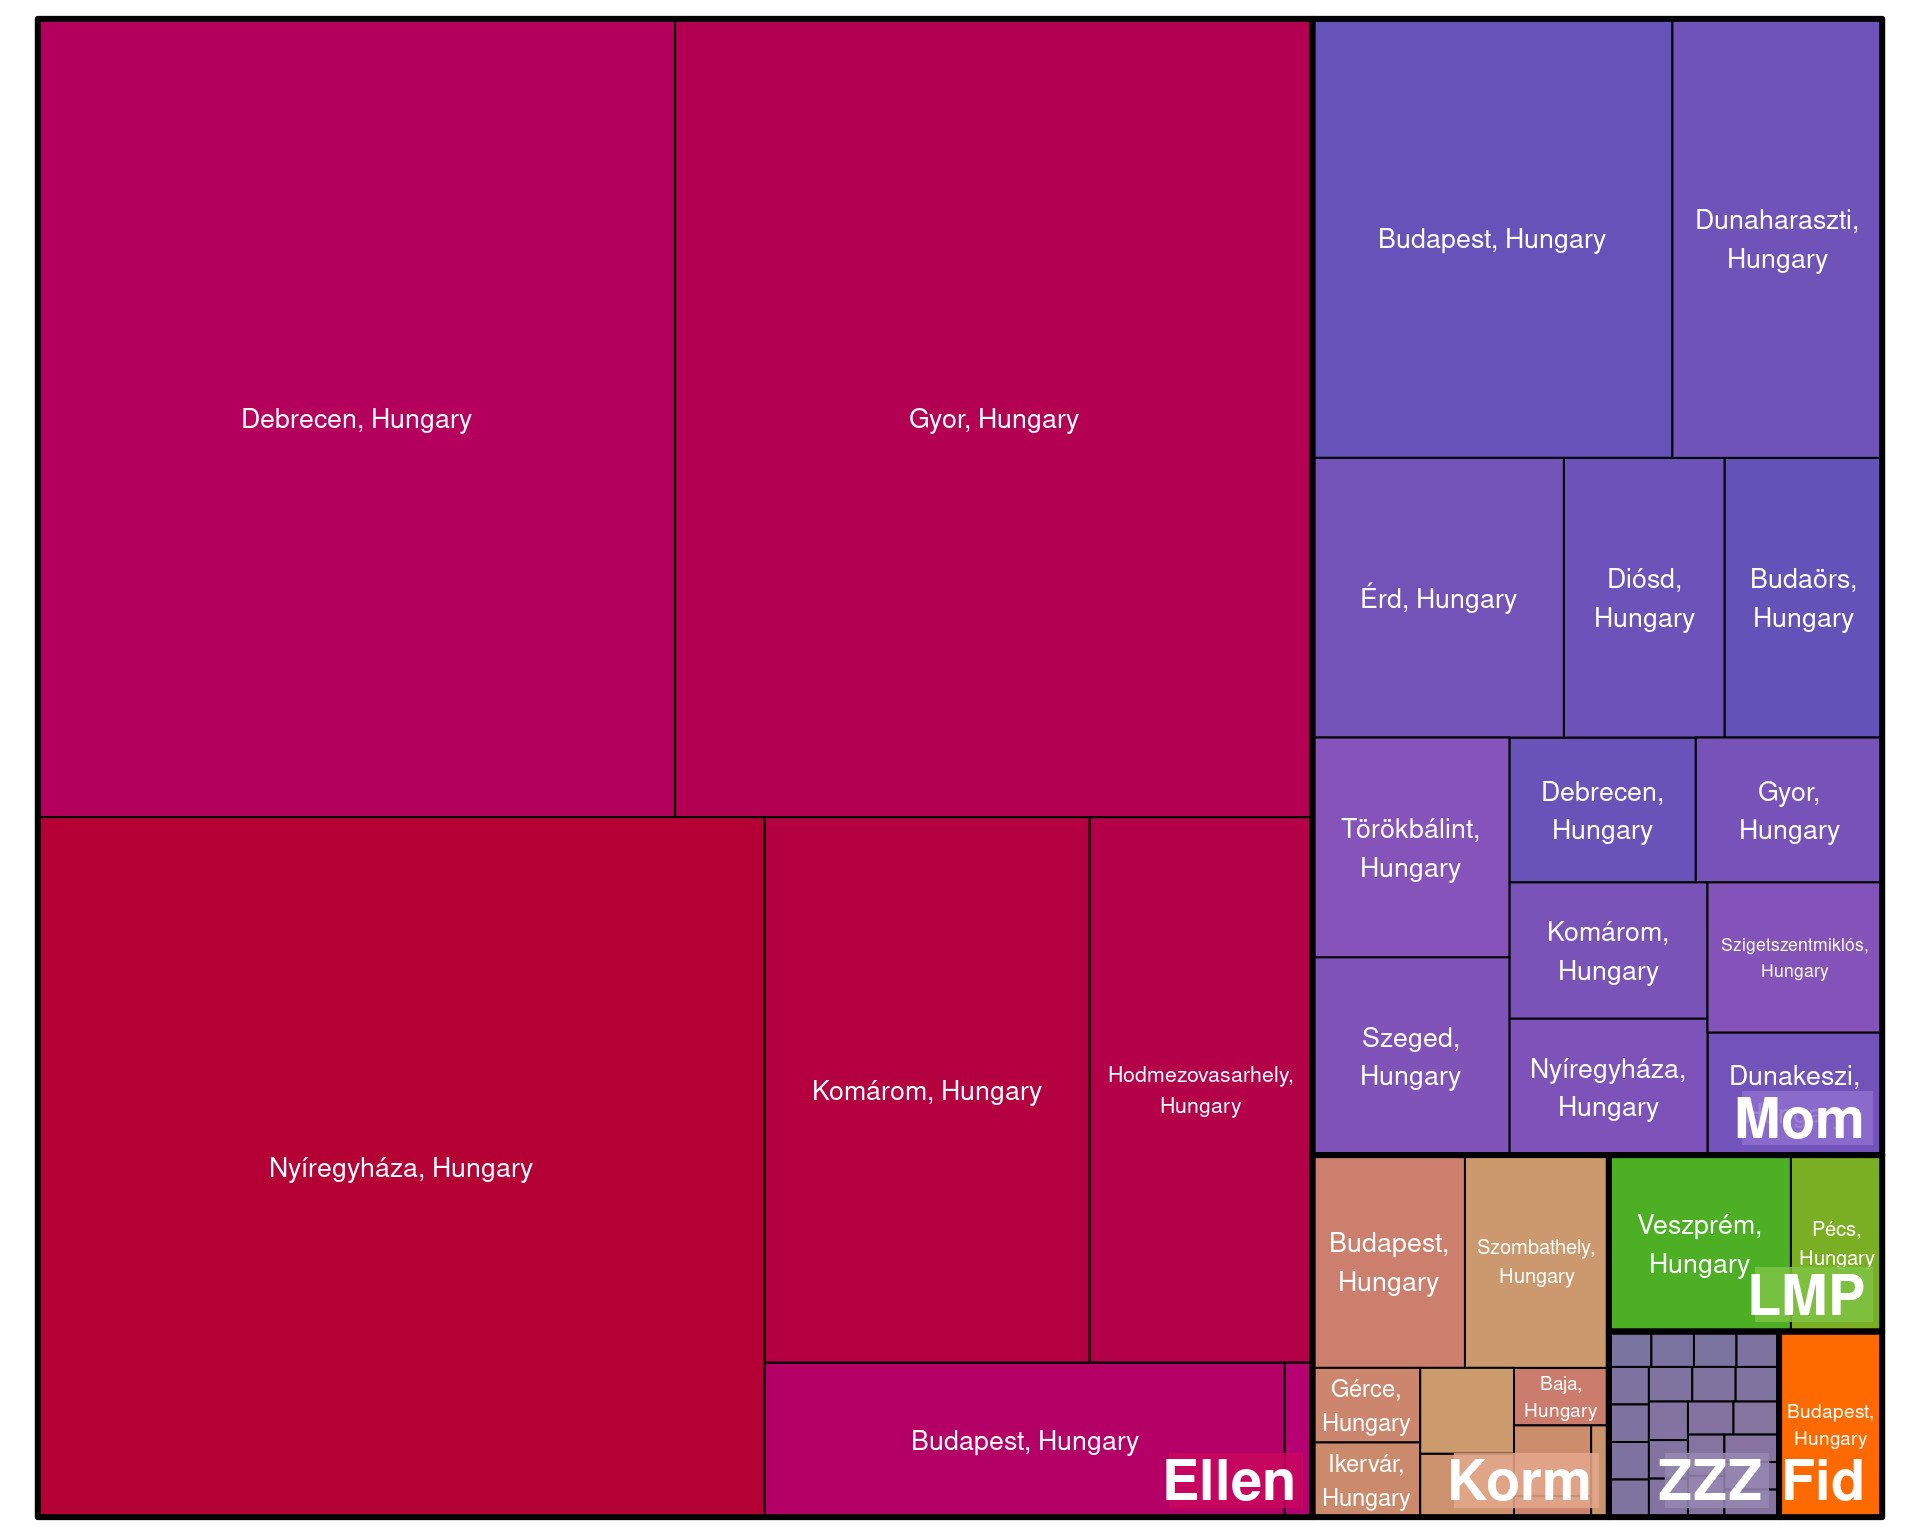 Debrecen, Hungary
Gyor, Hungary
Nyíregyháza, Hungary
Komárom, Hungary
Hodmezovasarhely,
Hungary
Budapest, Hungary
Ellen
Budapest, Hungary
Dunaharaszti,
Hungary
Érd, Hungary
Diósd,
Hungary
Budaörs,
Hungary
Törökbálint,
Hungary
Debrecen,
Hungary
Gyor,
Hungary
Szeged,
Hungary
Komárom,
Hungary
Szigetszentmiklós,
Hungary
Nyíregyháza,
Hungary
Dunakeszi,
Mom
Budapest,
Hungary
Szombathely,
Hungary
Gérce,
Hungary
Baja,
Hungary
Ikervár,
Hungary
Korm
Veszprém,
Hungary
Pécs,
Hungary
LMP
ZZZ
Budapest,
Hungary
Fid